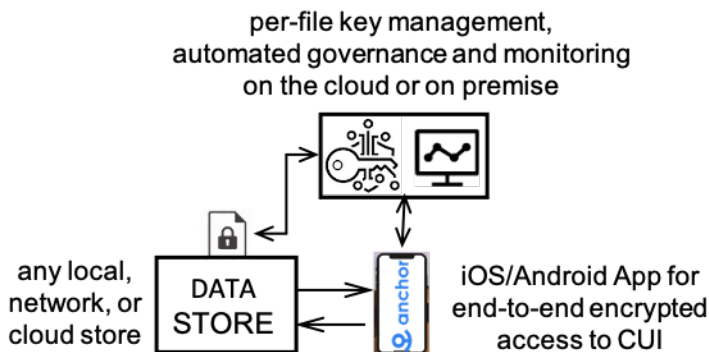 per-file key management,
automated governance and monitoring
on the cloud or on premise
any local,
network, or
cloud store
DATA
STORE
anchor
iOS/Android App for
end-to-end encrypted
access to CUI